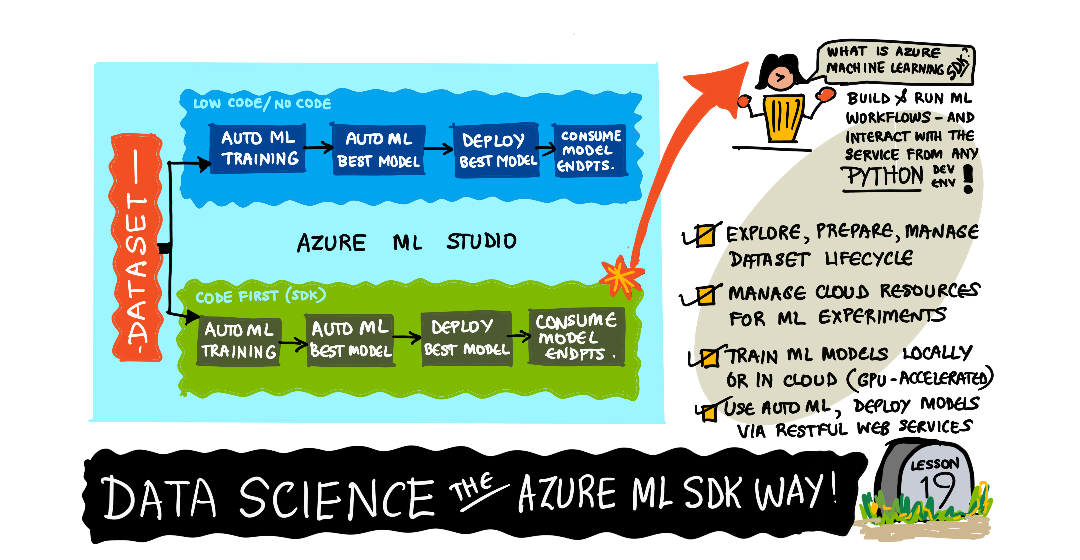 -DATASET-
LOW CODE/NO CODE
AUTO ML
TRAINING
AUTO ML
BEST MODEL
DEPLOY
BEST MODEL
CONSUME
MODEL
ENDPTS.
AZURE ML STUDIO
CODE FIRST (SDK)
AUTO ML
TRAINING
AUTO ML
BEST MODEL
DEPLOY
BEST MODEL
CONSUME
MODEL
ENDPTS.
WHAT IS AZURE
MACHINE LEARNING SDK?
BUILD & RUN ML
WORKFLOWS - AND
INTERACT WITH THE
SERVICE FROM ANY
PYTHON DEV ENV!
EXPLORE, PREPARE, MANAGE
DATASET LIFECYCLE
MANAGE CLOUD RESOURCES
FOR ML EXPERIMENTS
TRAIN ML MODELS LOCALLY
OR IN CLOUD (GPU-ACCELERATED)
USE AUTO ML, DEPLOY MODELS
VIA RESTFUL WEB SERVICES
DATA SCIENCE THE AZURE ML SDK WAY!
LESSON
19